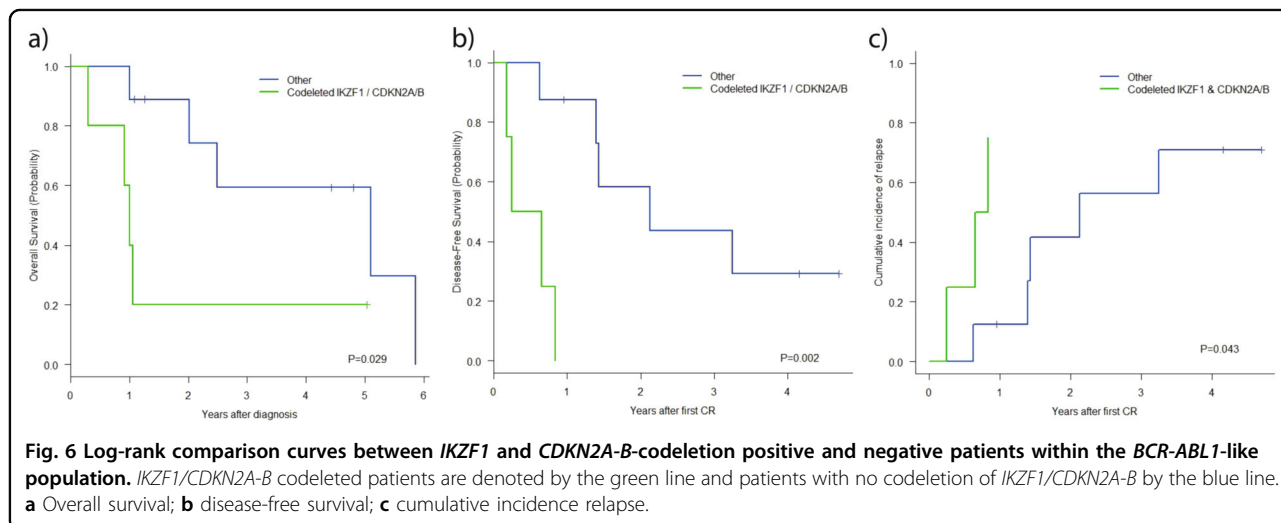 a)
Other
Codeleted IKZF1 / CDKN2A/B
Overall Survival (Probability)
1.0
0.8
0.6
0.4
0.2
0.0
P=0.029
0 1 2 3 4 5 6
Years after diagnosis
b)
Other
Codeleted IKZF1 / CDKN2A/B
Disease-Free Survival (Probability)
1.0
0.8
0.6
0.4
0.2
0.0
P=0.002
0 1 2 3 4
Years after first CR
c)
Other
Codeleted IKZF1 & CDKN2A/B
Cumulative incidence of relapse
1.0
0.8
0.6
0.4
0.2
0.0
P=0.043
0 1 2 3 4
Years after first CR
Fig. 6 Log-rank comparison curves between IKZF1 and CDKN2A-B-codeletion positive and negative patients within the BCR-ABL1-like
population. IKZF1/CDKN2A-B codeleted patients are denoted by the green line and patients with no codeletion of IKZF1/CDKN2A-B by the blue line.
a Overall survival; b disease-free survival; c cumulative incidence relapse.